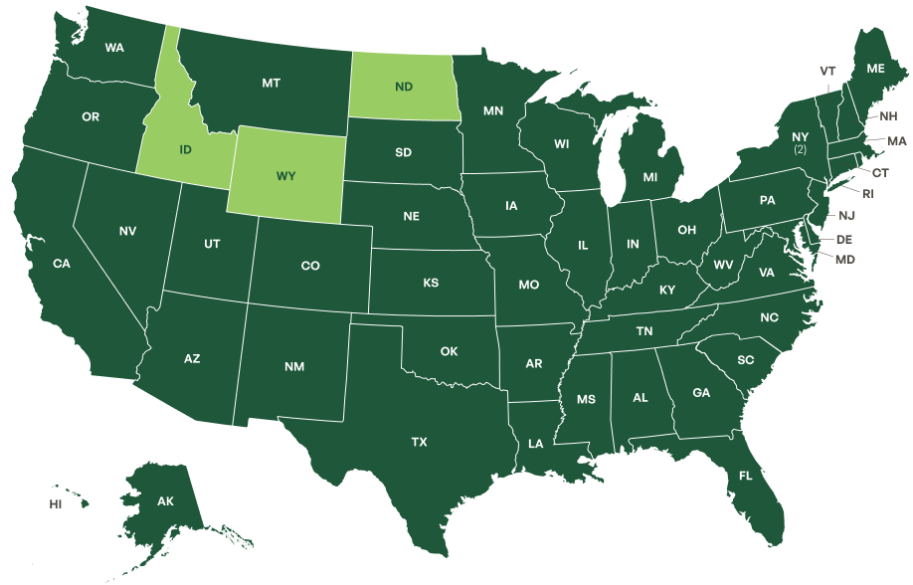 WA
MT
ND
MN
VT
ME
OR
ID
WY
SD
WI
MI
NY
(2)
NH
MA
CT
RI
NE
IA
PA
NJ
NV
UT
CO
IL
IN
OH
DE
MD
CA
KS
MO
WV
VA
KY
NC
AZ
NM
OK
AR
TN
SC
MS
AL
GA
TX
LA
FL
HI
AK